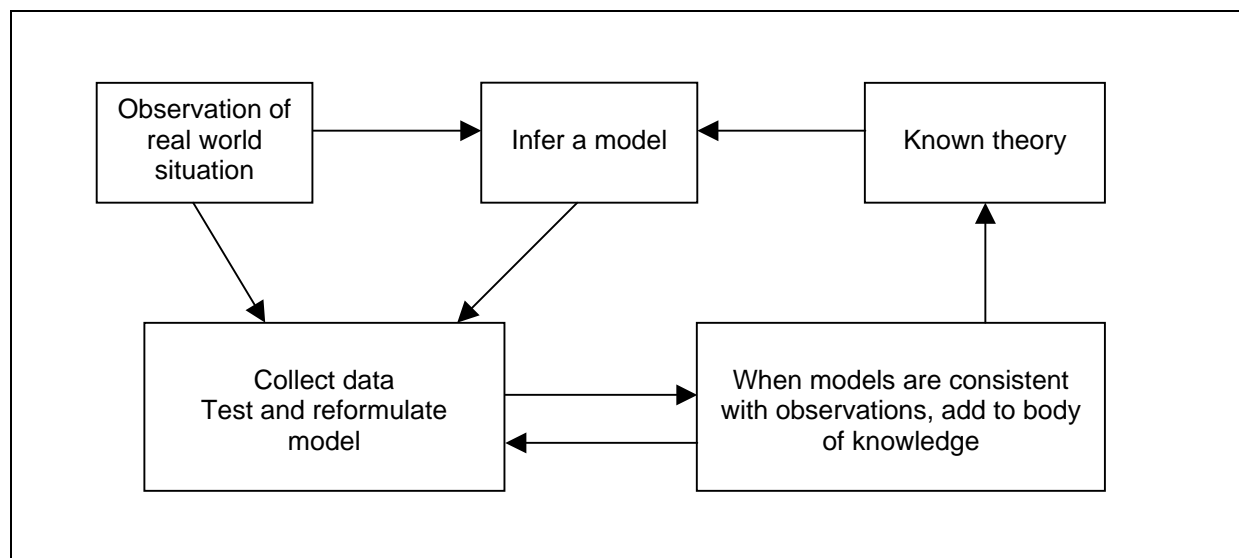 Observation of
real world
situation
Infer a model
Known theory
Collect data
Test and reformulate
model
When models are consistent
with observations, add to body
of knowledge